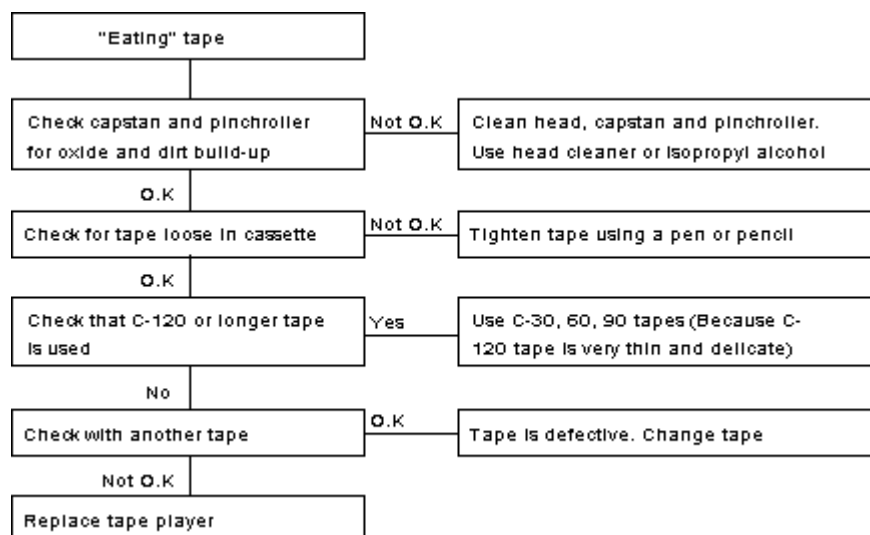 "Eating" tape
Check capstan and pinchroller
for oxide and dirt build-up
Not O.K
Clean head, capstan and pinchroller.
Use head cleaner or isopropyl alcohol
O.K
Check for tape loose in cassette
Not O.K
Tighten tape using a pen or pencil
O.K
Check that C-120 or longer tape
is used
Yes
Use C-30, 60, 90 tapes (Because C-
120 tape is very thin and delicate)
No
Check with another tape
O.K
Tape is defective. Change tape
Not O.K
Replace tape player